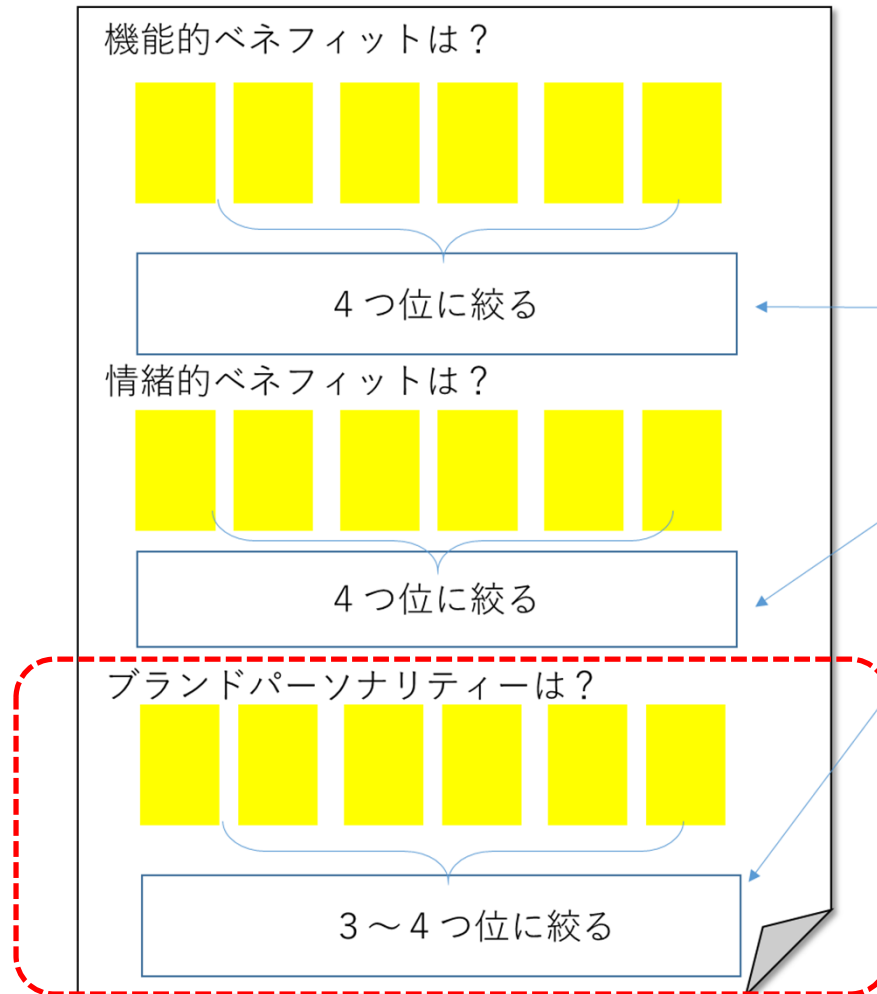 機能的ベネフィットは？
４つ位に絞る
情緒的ベネフィットは？
４つ位に絞る
ブランドパーソナリティーは？
３～４つ位に絞る